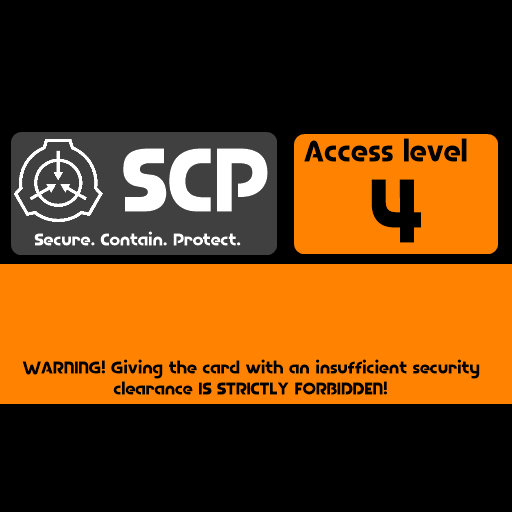 SCP
Secure. Contain. Protect.
Access level
4
WARNING! Giving the card with an insufficient security
clearance IS STRICTLY FORBIDDEN!